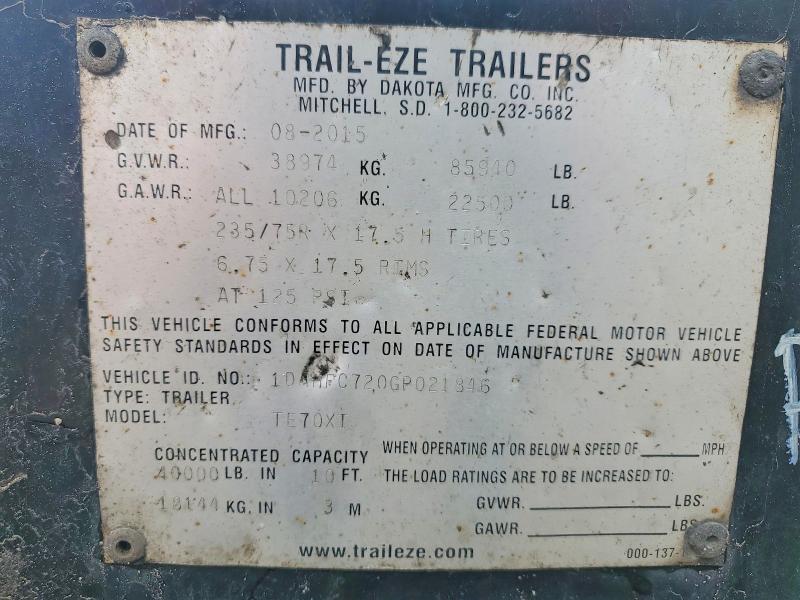 TRAIL-EZE TRAILERS
MFD. BY DAKOTA MFG. CO. INC.
MITCHELL, S.D. 1-800-232-5682
DATE OF MFG.: 08-2015
G.V.W.R.: 38974 KG. 85940 LB.
G.A.W.R.: ALL 10206 KG. 22500 LB.
235/75R X 17.5 H TIRES
6.75 X 17.5 RIMS
AT 125 PSI
THIS VEHICLE CONFORMS TO ALL APPLICABLE FEDERAL MOTOR VEHICLE
SAFETY STANDARDS IN EFFECT ON DATE OF MANUFACTURE SHOWN ABOVE
VEHICLE ID. NO.:
TYPE: TRAILER
MODEL: TE70XT
CONCENTRATED CAPACITY
40000 LB. IN 10 FT.
18144 KG. IN 3 M
WHEN OPERATING AT OR BELOW A SPEED OF ______ MPH
THE LOAD RATINGS ARE TO BE INCREASED TO:
GVWR. ______ LBS.
GAWR. ______ LBS
www.traileze.com
000-137-